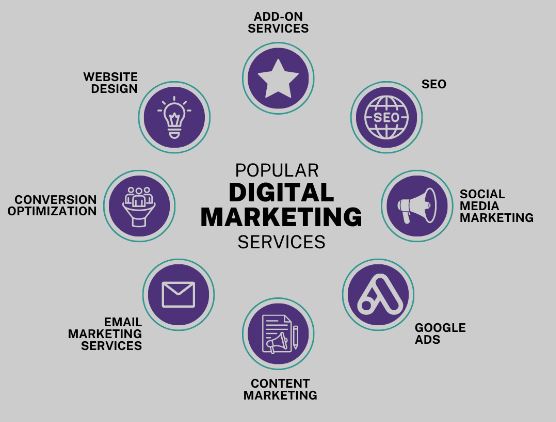 ADD-ON
SERVICES
WEBSITE
DESIGN
SEO
SEO
CONVERSION
OPTIMIZATION
POPULAR
DIGITAL
MARKETING
SERVICES
SOCIAL
MEDIA
MARKETING
EMAIL
MARKETING
SERVICES
GOOGLE
ADS
CONTENT
MARKETING